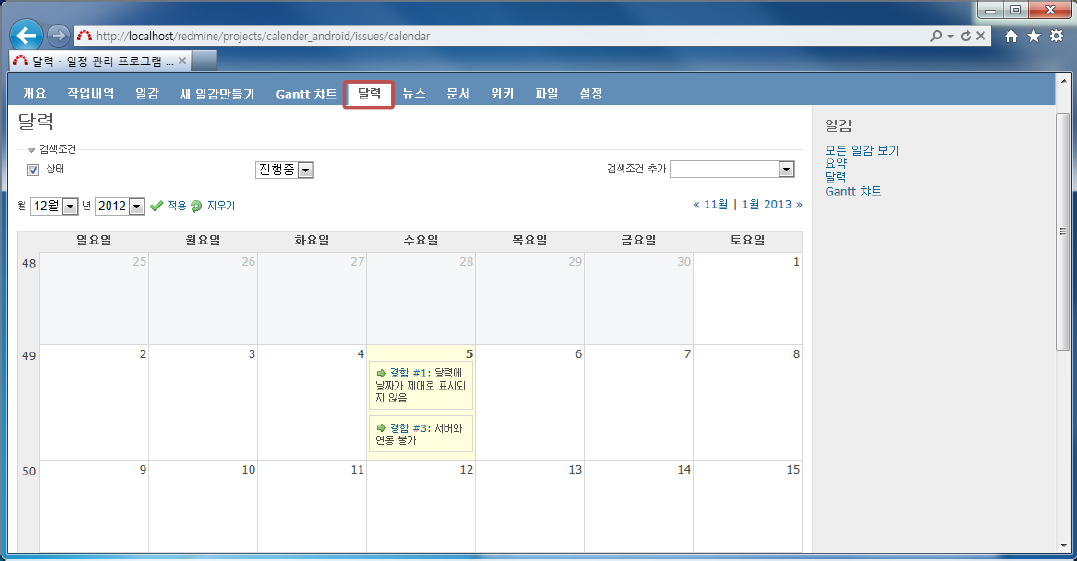 http://localhost/redmine/projects/calender_android/issues/calendar
달력 - 일정 관리 프로그램 ...
개요 작업내역 일감 새 일감만들기 Gantt 챠트 달력 뉴스 문서 위키 파일 설정
달력
검색조건
상태 진행중 검색조건 추가
월 12월 년 2012 적용 지우기 « 11월 | 1월 2013 »
일요일 월요일 화요일 수요일 목요일 금요일 토요일
48 25 26 27 28 29 30 1
49 2 3 4 5 6 7 8
결함 #1: 달력에
날짜가 제대로 표시되
지 않음
결함 #3: 서버와
연동 불가
50 9 10 11 12 13 14 15
일감
모든 일감 보기
요약
달력
Gantt 챠트